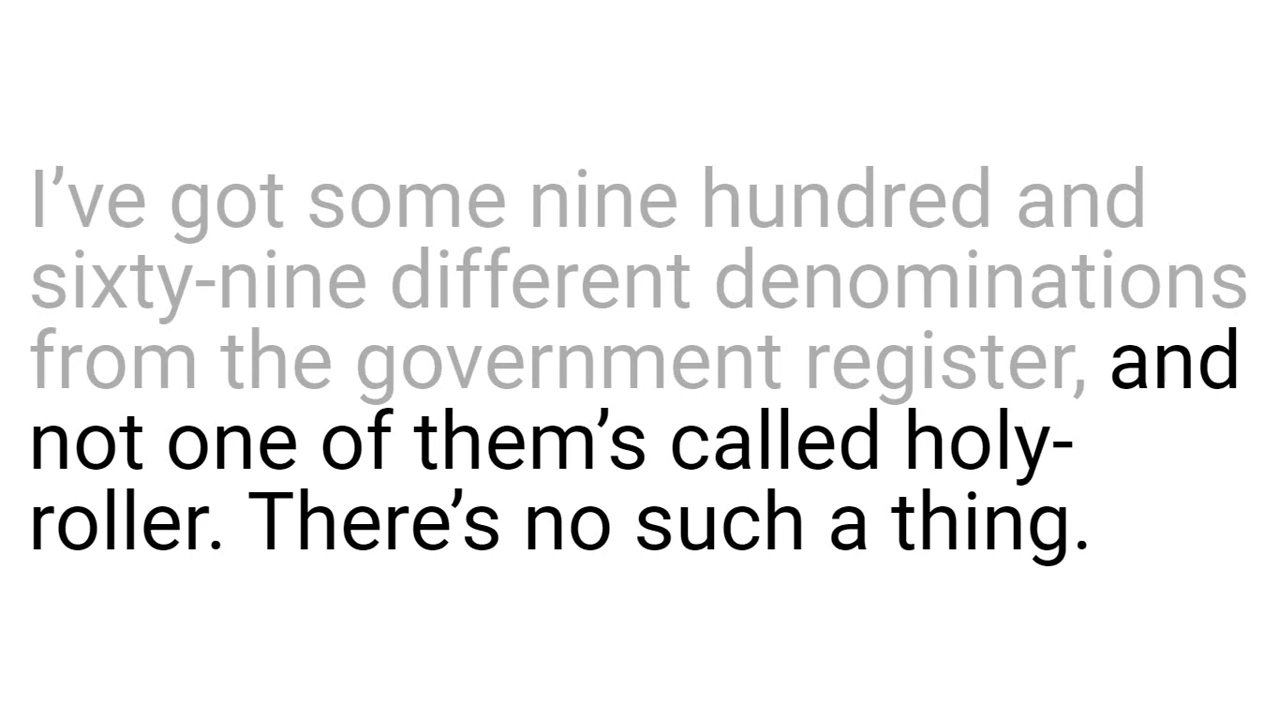 I’ve got some nine hundred and
sixty-nine different denominations
from the government register, and
not one of them’s called holy-
roller. There’s no such a thing.